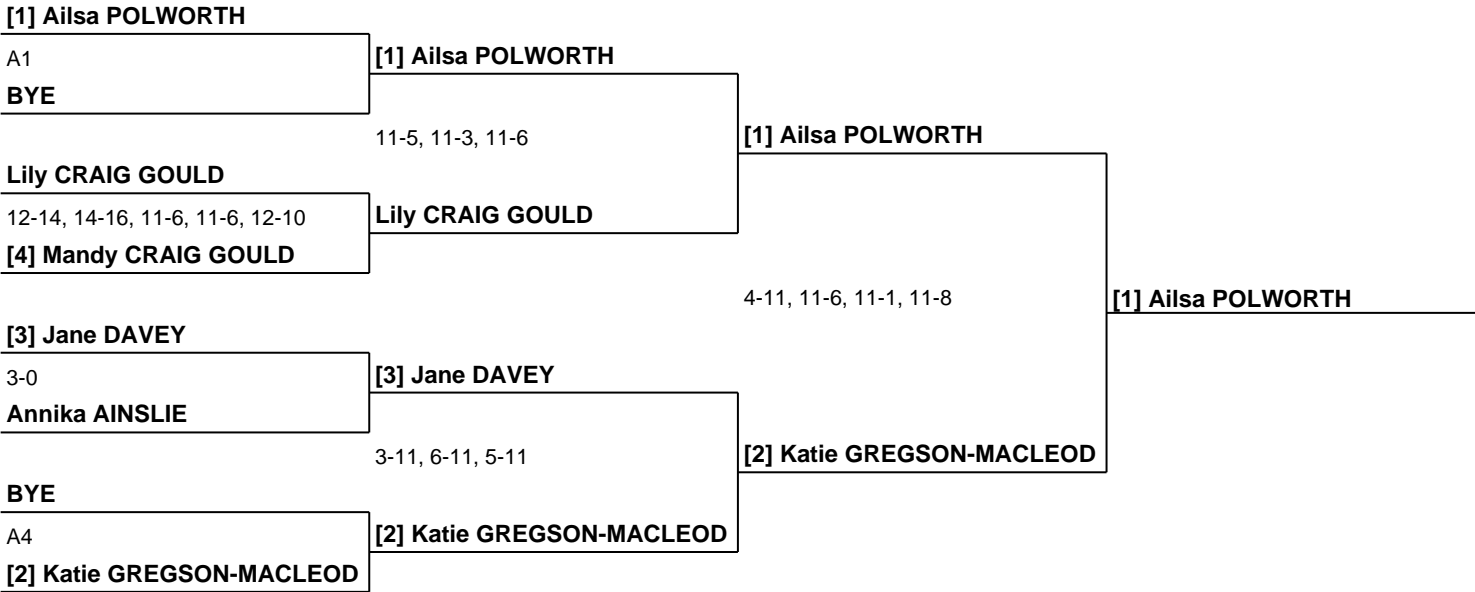 [1] Ailsa POLWORTH
A1
[1] Ailsa POLWORTH
BYE
11-5, 11-3, 11-6
[1] Ailsa POLWORTH
Lily CRAIG GOULD
12-14, 14-16, 11-6, 11-6, 12-10
Lily CRAIG GOULD
[4] Mandy CRAIG GOULD
4-11, 11-6, 11-1, 11-8
[1] Ailsa POLWORTH
[3] Jane DAVEY
3-0
[3] Jane DAVEY
Annika AINSLIE
3-11, 6-11, 5-11
[2] Katie GREGSON-MACLEOD
BYE
A4
[2] Katie GREGSON-MACLEOD
[2] Katie GREGSON-MACLEOD